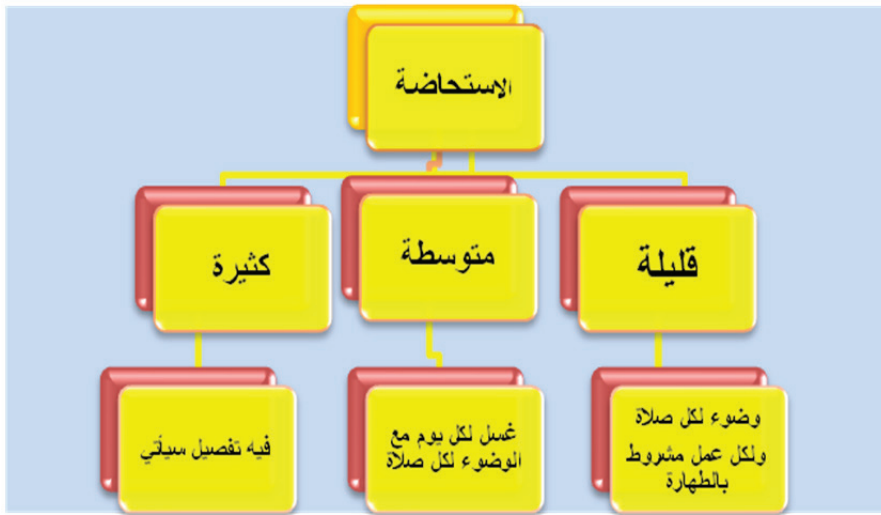 الاستحاضة
قليلة
متوسطة
كثيرة
وضوء لكل صلاة
ولكل عمل مشروط
بالطهارة
غسل لكل يوم مع
الوضوء لكل صلاة
فيه تفصيل سيأتي